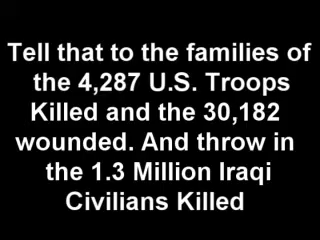 Tell that to the families of
the 4,287 U.S. Troops
Killed and the 30,182
wounded. And throw in
the 1.3 Million Iraqi
Civilians Killed